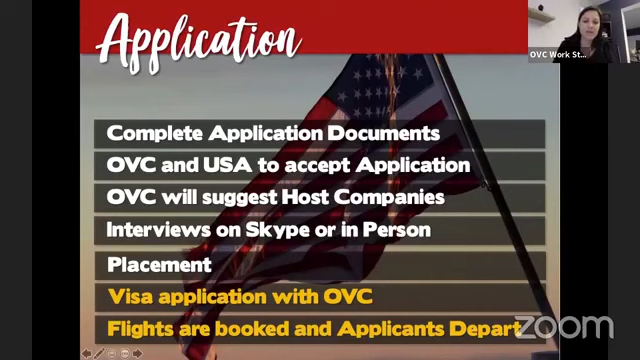 Application
OVC Work St...
Complete Application Documents
OVC and USA to accept Application
OVC will suggest Host Companies
Interviews on Skype or in Person
Placement
Visa application with OVC
Flights are booked and Applicants Depart
zoom